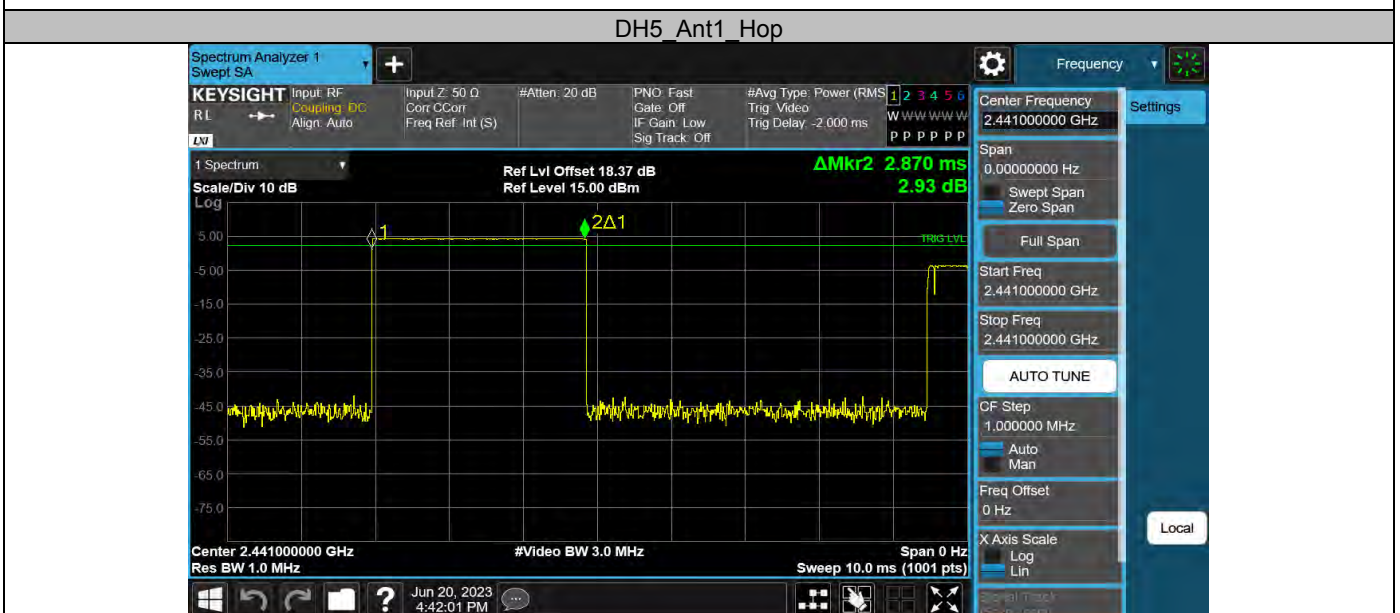 DH5_Ant1_Hop
Spectrum Analyzer 1
Swept SA
Frequency
KEYSIGHT
RL
LXI
Input: RF
Coupling: DC
Align: Auto
Input Z: 50 Ω
Corr CCorr
Freq Ref: Int (S)
#Atten: 20 dB
PNO: Fast
Gate: Off
IF Gain: Low
Sig Track: Off
#Avg Type: Power (RMS
Trig: Video
Trig Delay: -2.000 ms
1 2 3 4 5 6
W W W W W W
P P P P P P
1 Spectrum
Scale/Div 10 dB
Log
Ref Lvl Offset 18.37 dB
Ref Level 15.00 dBm
ΔMkr2 2.870 ms
2.93 dB
1
2Δ1
TRIG LVL
5.00
-5.00
-15.0
-25.0
-35.0
-45.0
-55.0
-65.0
-75.0
Center 2.441000000 GHz
Res BW 1.0 MHz
#Video BW 3.0 MHz
Span 0 Hz
Sweep 10.0 ms (1001 pts)
Center Frequency
2.441000000 GHz
Settings
Span
0.00000000 Hz
Swept Span
Zero Span
Full Span
Start Freq
2.441000000 GHz
Stop Freq
2.441000000 GHz
AUTO TUNE
CF Step
1.000000 MHz
Auto
Man
Freq Offset
0 Hz
X Axis Scale
Log
Lin
Signal Track
Local
?
Jun 20, 2023
4:42:01 PM